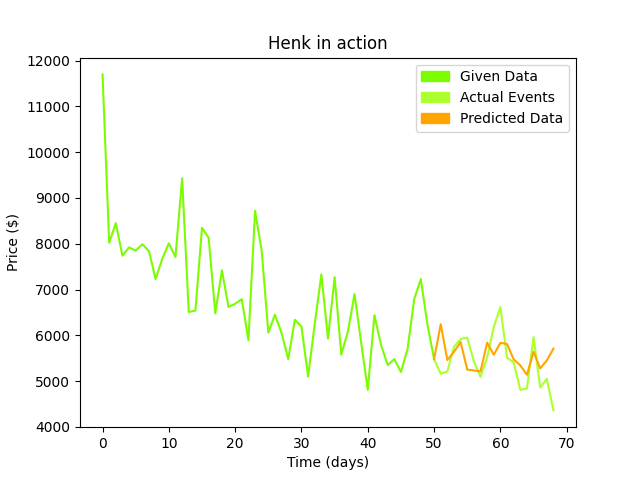 Henk in action
Given Data
Actual Events
Predicted Data
Price ($)
12000
11000
10000
9000
8000
7000
6000
5000
4000
0 10 20 30 40 50 60 70
Time (days)